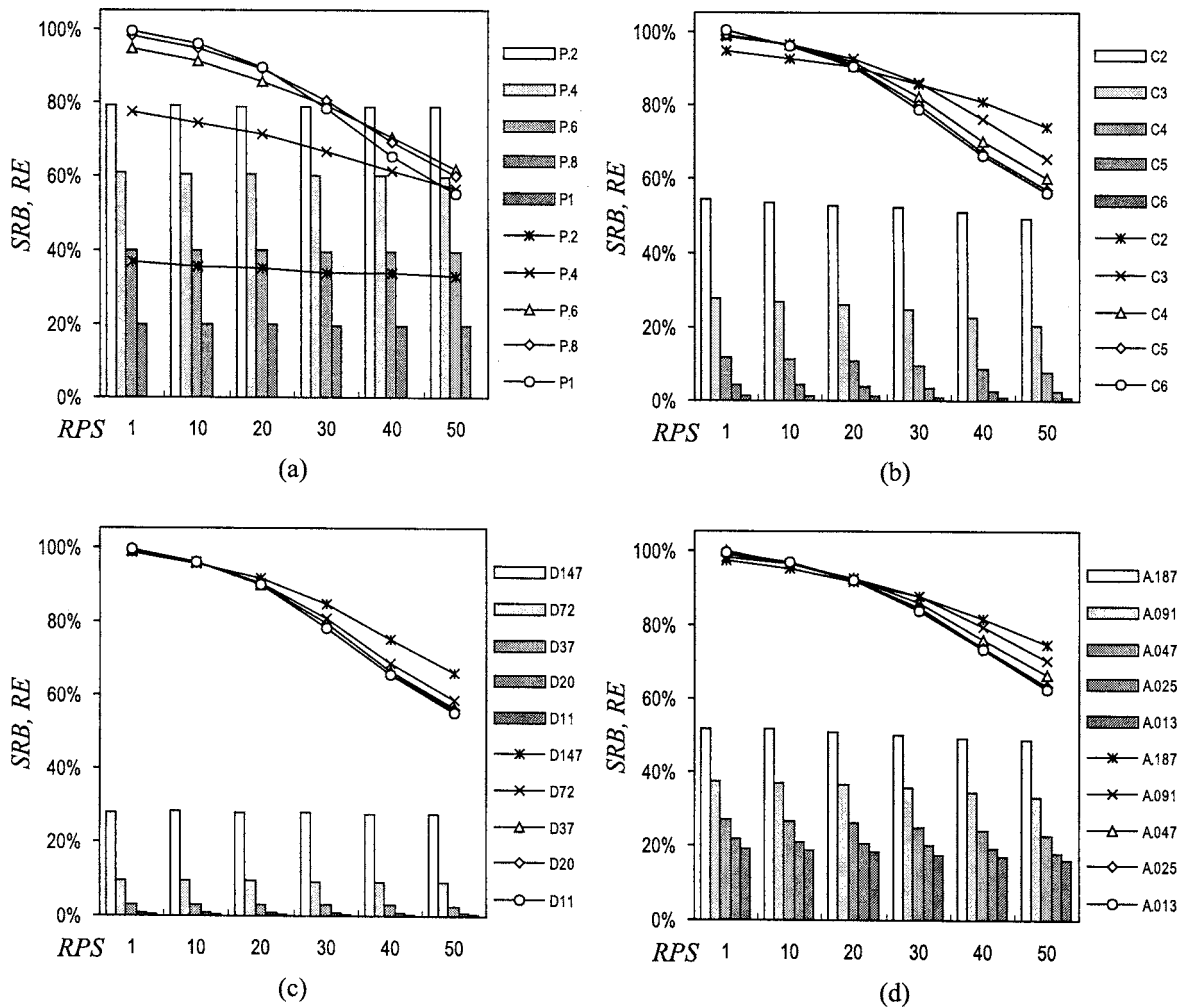 100%
80%
60%
40%
20%
0%
SRB, RE
RPS 1 10 20 30 40 50
P.2
P.4
P.6
P.8
P1
P.2
P.4
P.6
P.8
P1
(a)
100%
80%
60%
40%
20%
0%
SRB, RE
RPS 1 10 20 30 40 50
C2
C3
C4
C5
C6
C2
C3
C4
C5
C6
(b)
100%
80%
60%
40%
20%
0%
SRB, RE
RPS 1 10 20 30 40 50
D147
D72
D37
D20
D11
D147
D72
D37
D20
D11
(c)
100%
80%
60%
40%
20%
0%
SRB, RE
RPS 1 10 20 30 40 50
A.187
A.091
A.047
A.025
A.013
A.187
A.091
A.047
A.025
A.013
(d)